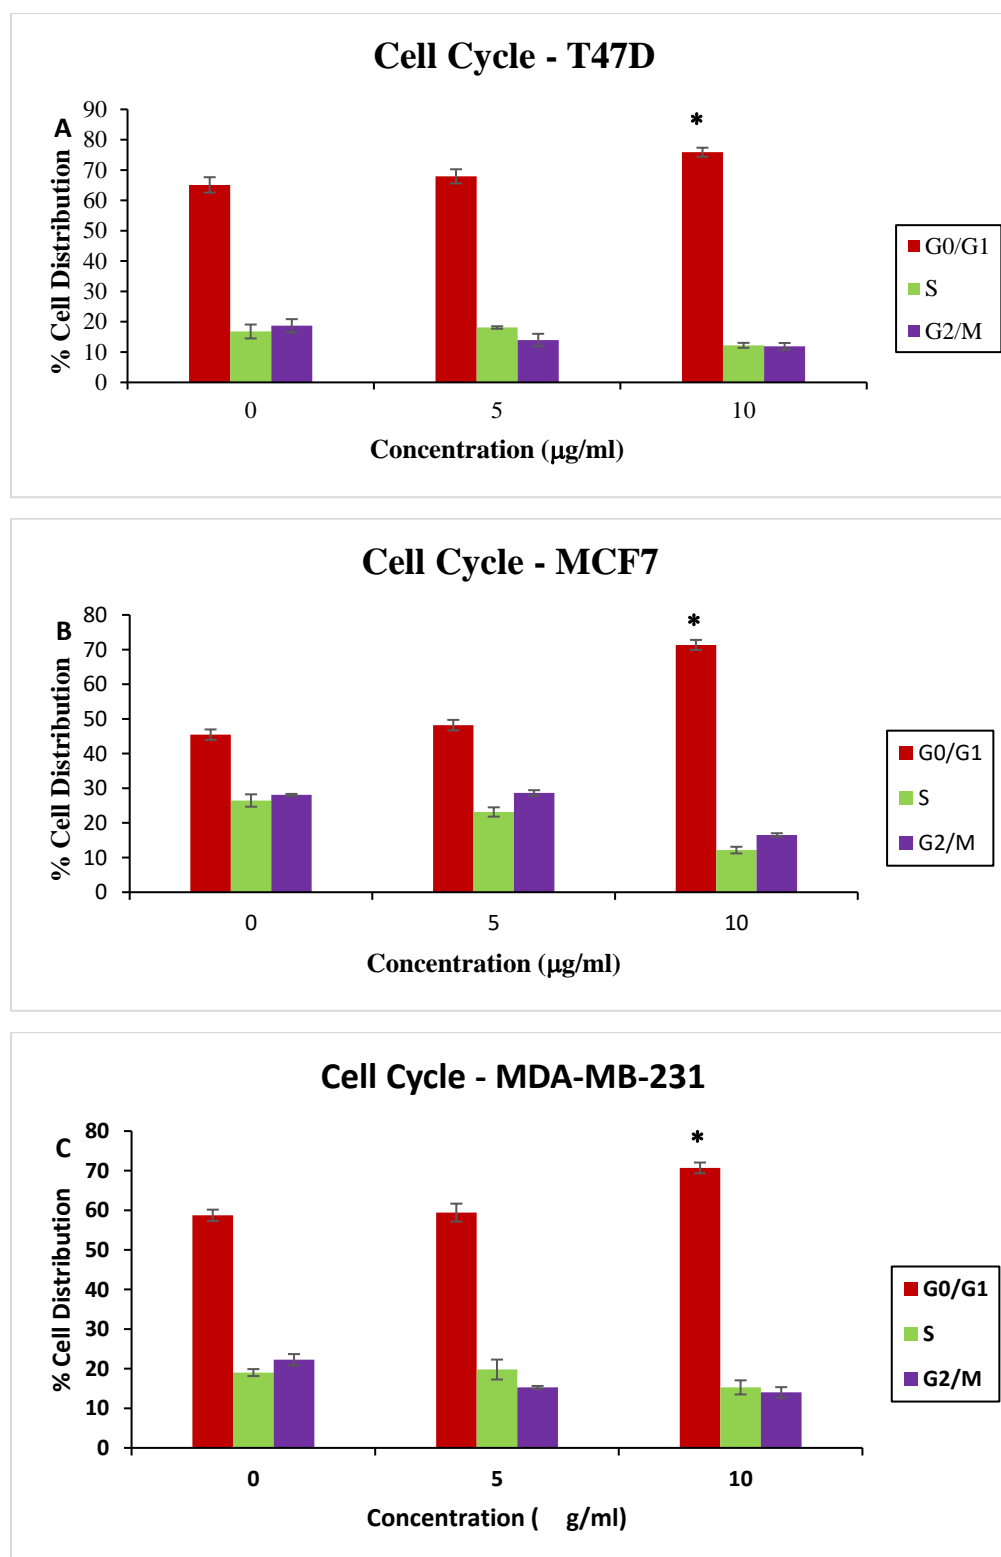 Cell Cycle - T47D
A
% Cell Distribution
90
80
70
60
50
40
30
20
10
0
*
0 5 10
Concentration (μg/ml)
G0/G1
S
G2/M
Cell Cycle - MCF7
B
% Cell Distribution
80
70
60
50
40
30
20
10
0
*
0 5 10
Concentration (μg/ml)
G0/G1
S
G2/M
Cell Cycle - MDA-MB-231
C
% Cell Distribution
80
70
60
50
40
30
20
10
0
*
0 5 10
Concentration ( g/ml)
G0/G1
S
G2/M